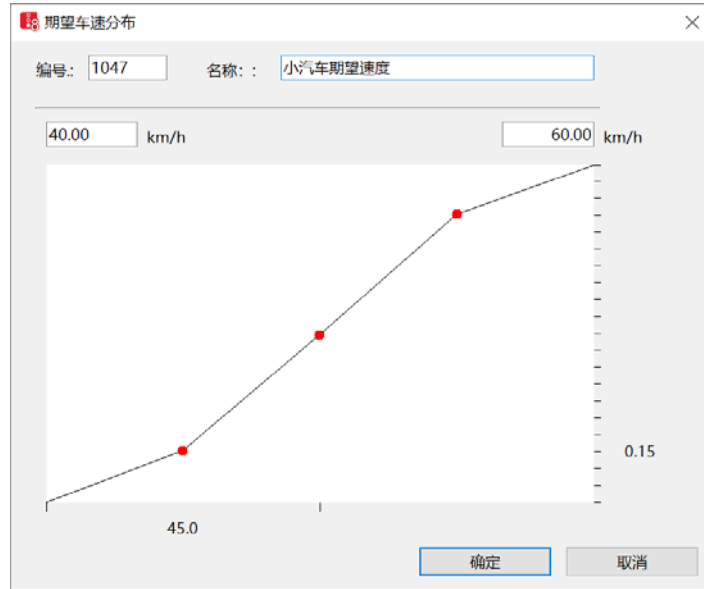 期望车速分布
编号.: 1047 名称: : 小汽车期望速度
40.00 km/h 60.00 km/h
0.15
45.0
确定 取消